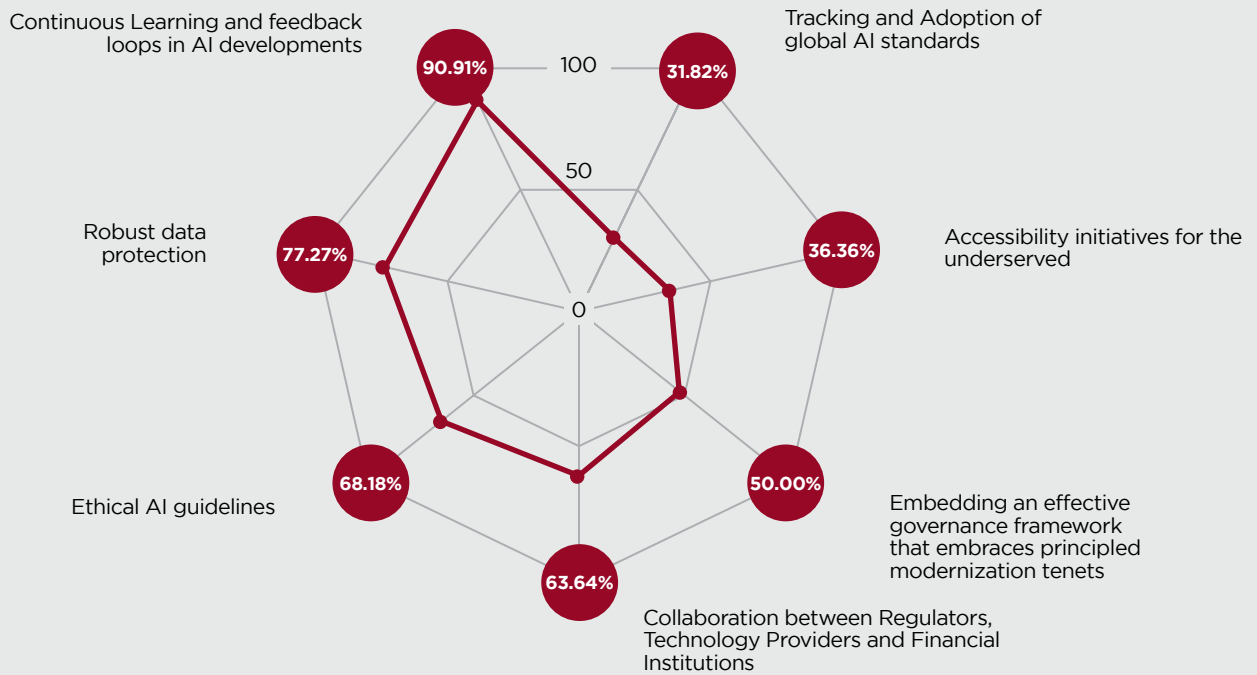 Continuous Learning and feedback
loops in AI developments
90.91%
100
50
0
Tracking and Adoption of
global AI standards
31.82%
Accessibility initiatives for the
underserved
36.36%
Embedding an effective
governance framework
that embraces principled
modernization tenets
50.00%
Collaboration between Regulators,
Technology Providers and Financial
Institutions
63.64%
Ethical AI guidelines
68.18%
Robust data
protection
77.27%